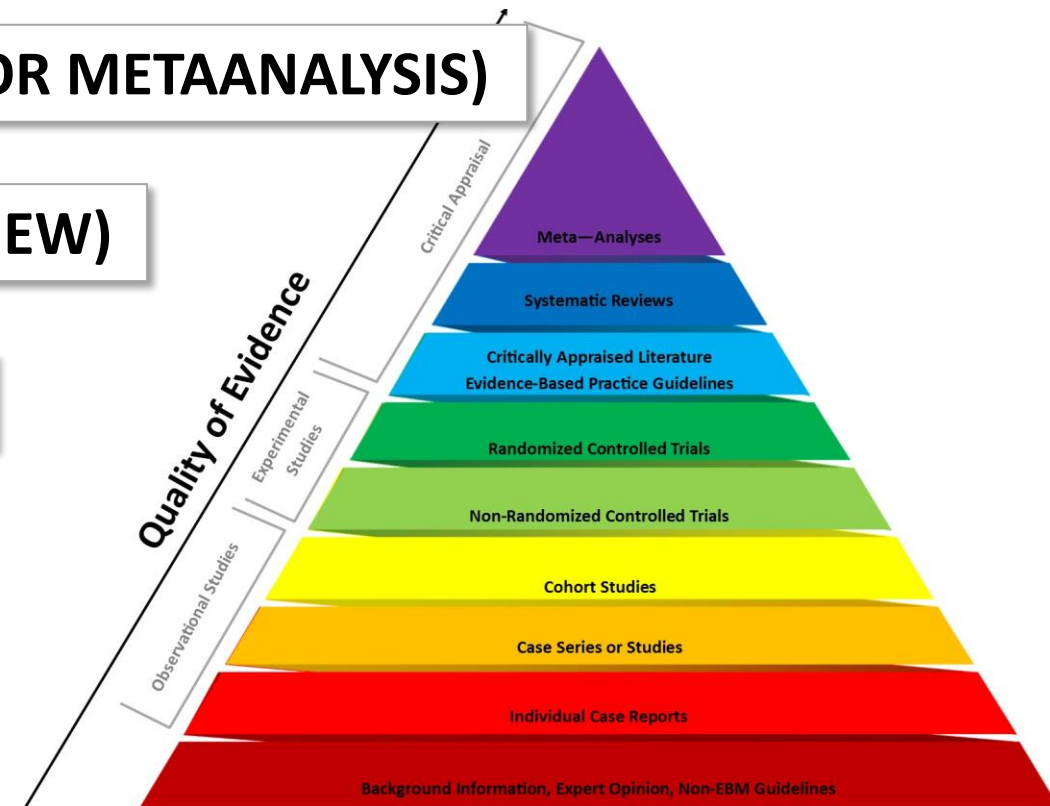 OR METAANALYSIS)
EW)
Quality of Evidence
Critical Appraisal
Experimental
Studies
Observational Studies
Meta—Analyses
Systematic Reviews
Critically Appraised Literature
Evidence-Based Practice Guidelines
Randomized Controlled Trials
Non-Randomized Controlled Trials
Cohort Studies
Case Series or Studies
Individual Case Reports
Background Information, Expert Opinion, Non-EBM Guidelines